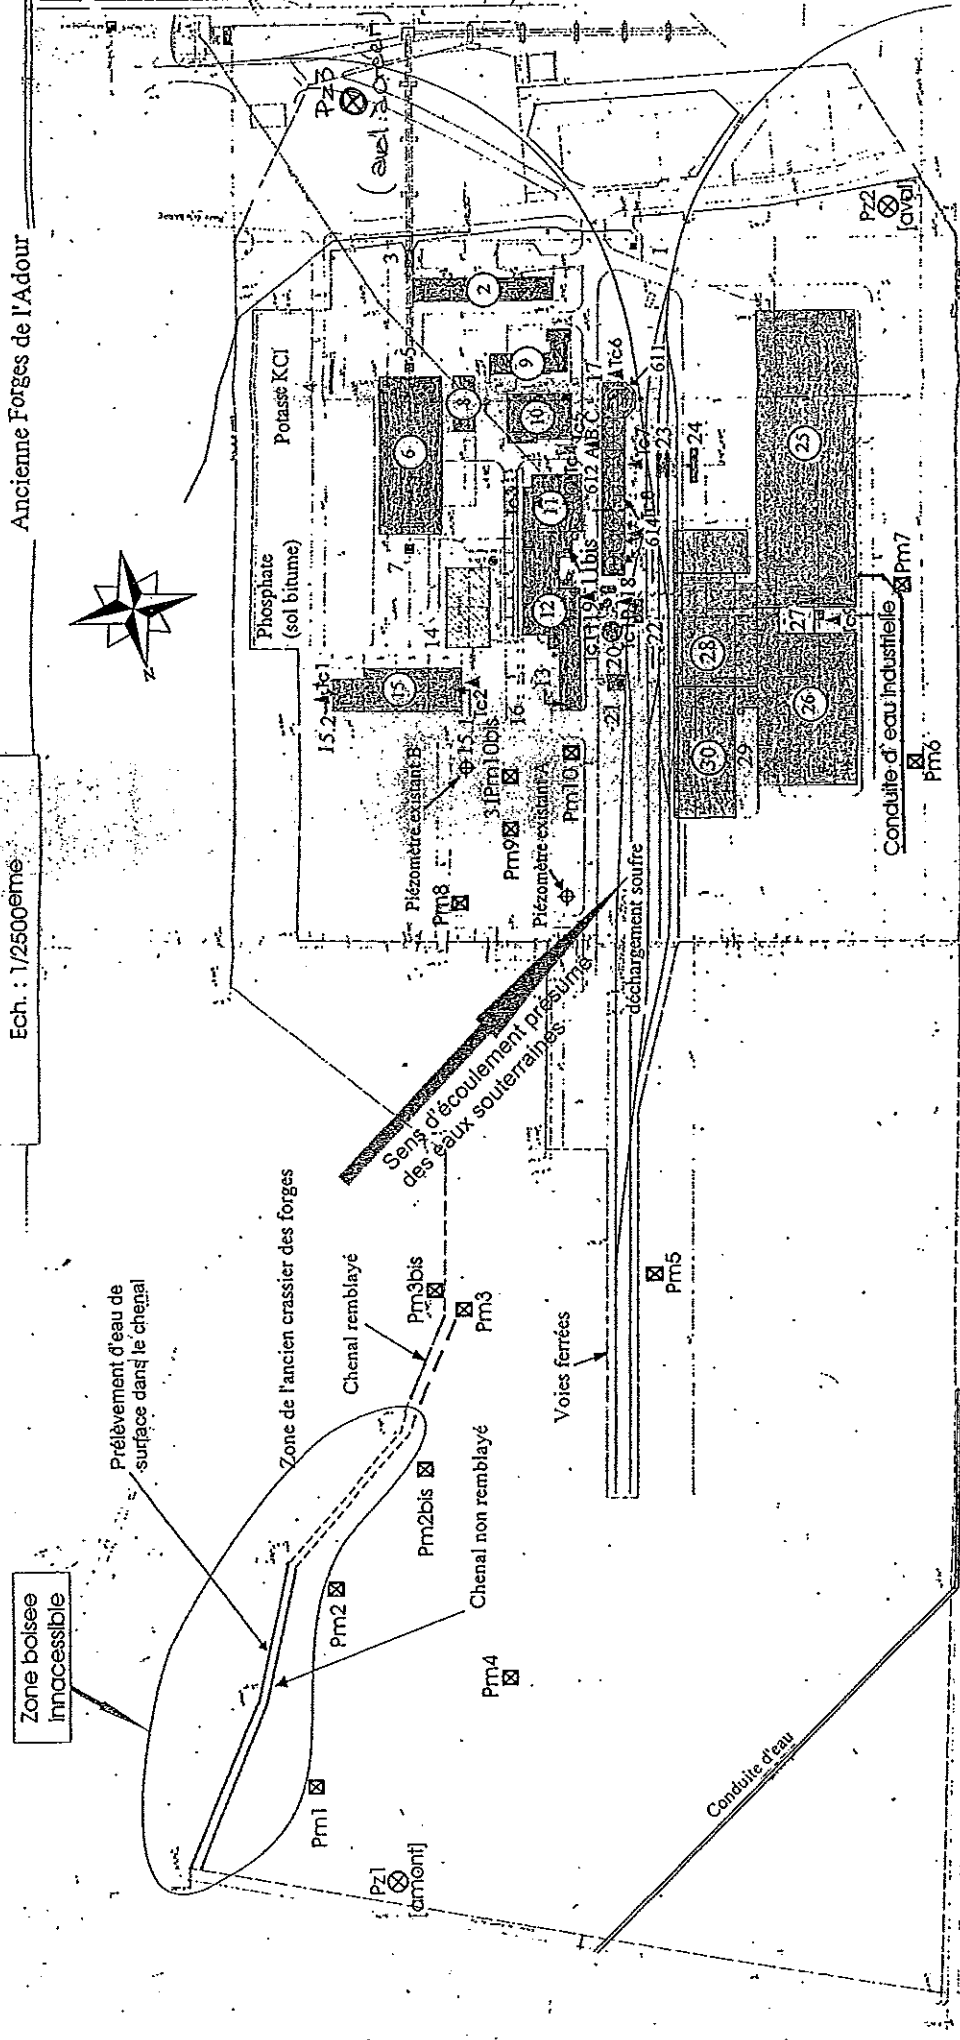 Ancienne Forges de l'Adour
Ech. : 1/2500ème
Zone boisee
innacessible
Prélèvement d'eau de
surface dans le chenal
Zone de l'ancien crassier des forges
Chenal remblayé
Chenal non remblayé
Sens d'écoulement présumé
des eaux souterraines
Voies ferrées
Conduite d'eau
Conduite d'eau industrielle
déchargement soufre
Piézomètre existant B
Piézomètre existant A
Potasse KCl
Phosphate
(sol bitume)
Pz1
[amont]
Pz2
[aval]
Pz3
Pm1
Pm2
Pm2bis
Pm3bis
Pm3
Pm4
Pm5
Pm6
Pm7
Pm8
Pm9
Pm10bis
Pm10
N
1
2
3
4
5
6
7
8
9
10
11
12
13
14
15
15.1
15.2
16
17
20
21
22
23
24
25
26
27
28
29
30
31
611
612 A B C
614
Tc1
Tc2
Tc6
Tc7